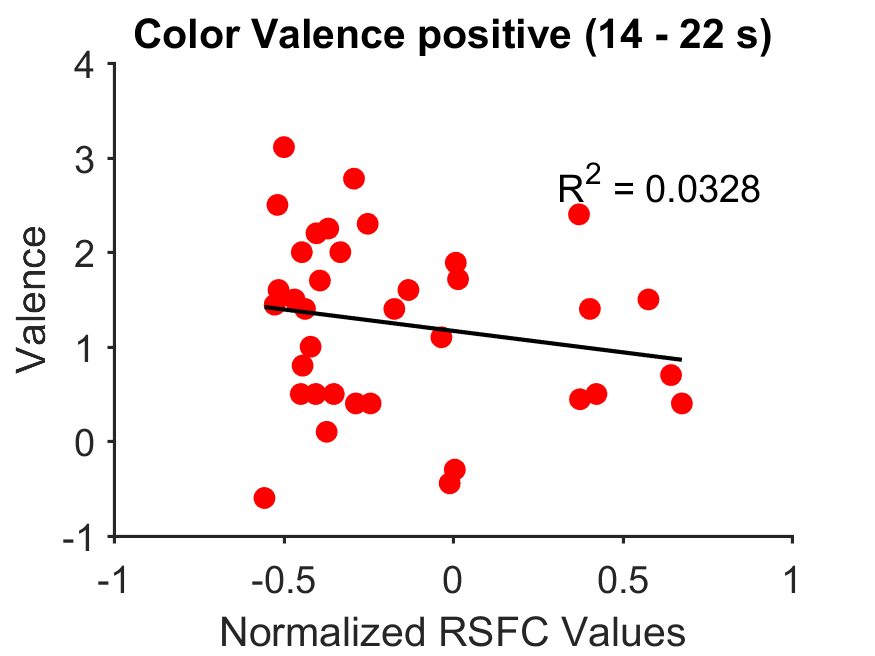 Color Valence positive (14 - 22 s)
4
3
2
1
0
-1
Valence
R² = 0.0328
-1 -0.5 0 0.5 1
Normalized RSFC Values